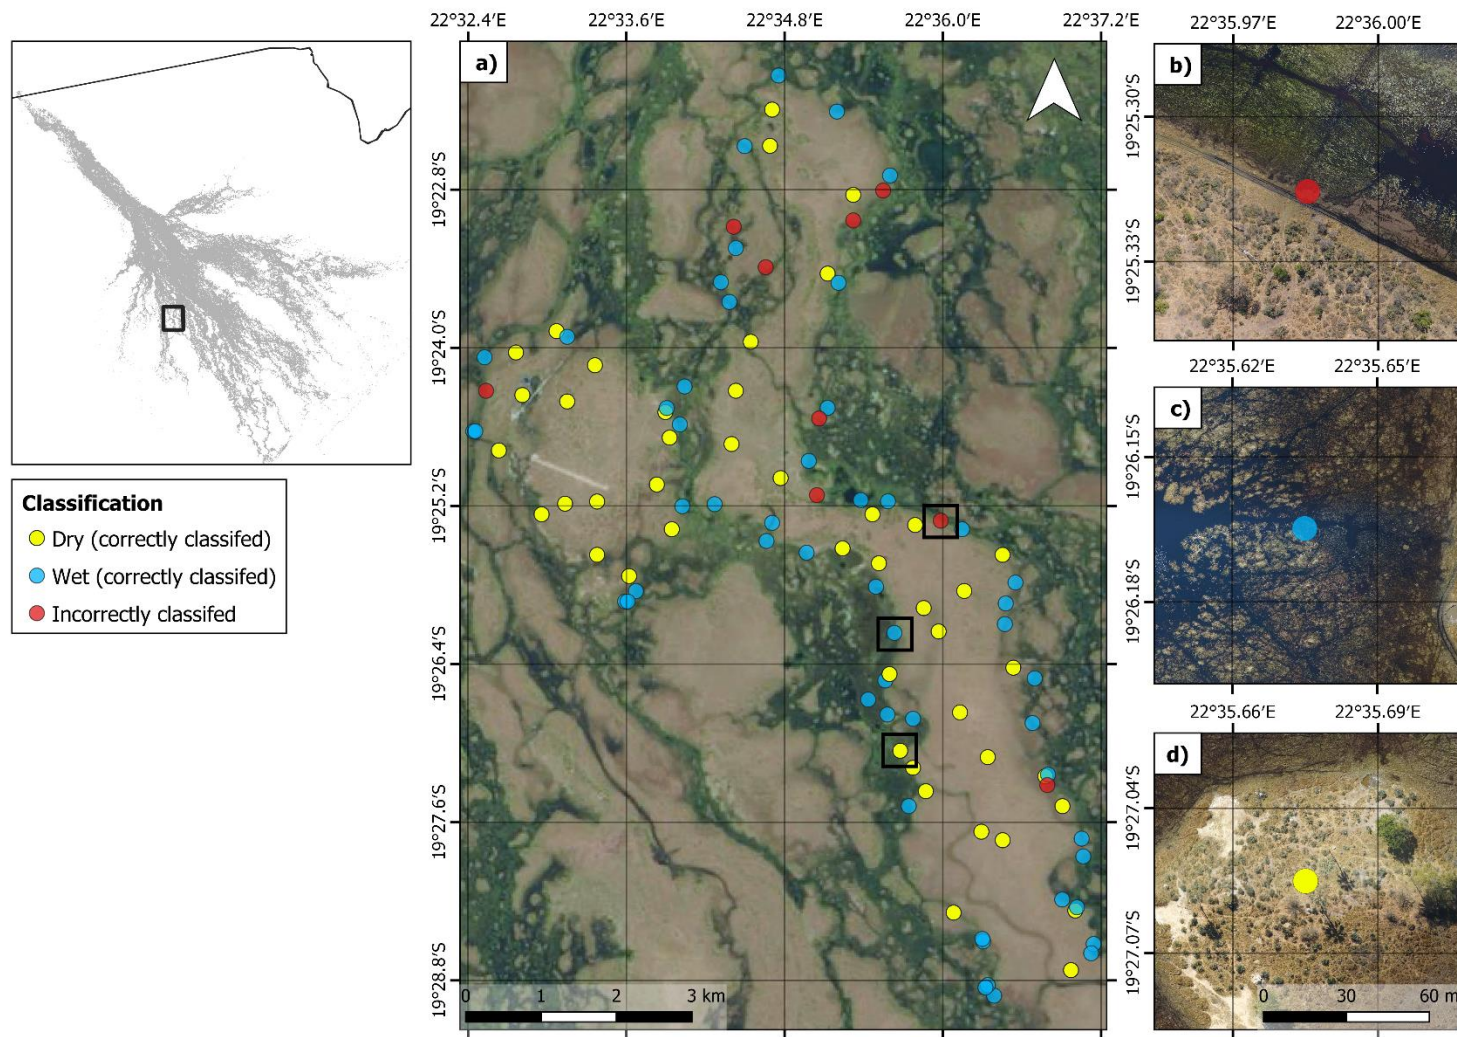 22°32.4′E 22°33.6′E 22°34.8′E 22°36.0′E 22°37.2′E
a)
19°22.8′S
19°24.0′S
19°25.2′S
19°26.4′S
19°27.6′S
19°28.8′S
0 1 2 3 km
Classification
Dry (correctly classifed)
Wet (correctly classifed)
Incorrectly classifed
22°35.97′E 22°36.00′E
b)
19°25.30′S
19°25.33′S
22°35.62′E 22°35.65′E
c)
19°26.15′S
19°26.18′S
22°35.66′E 22°35.69′E
d)
19°27.04′S
19°27.07′S
0 30 60 m